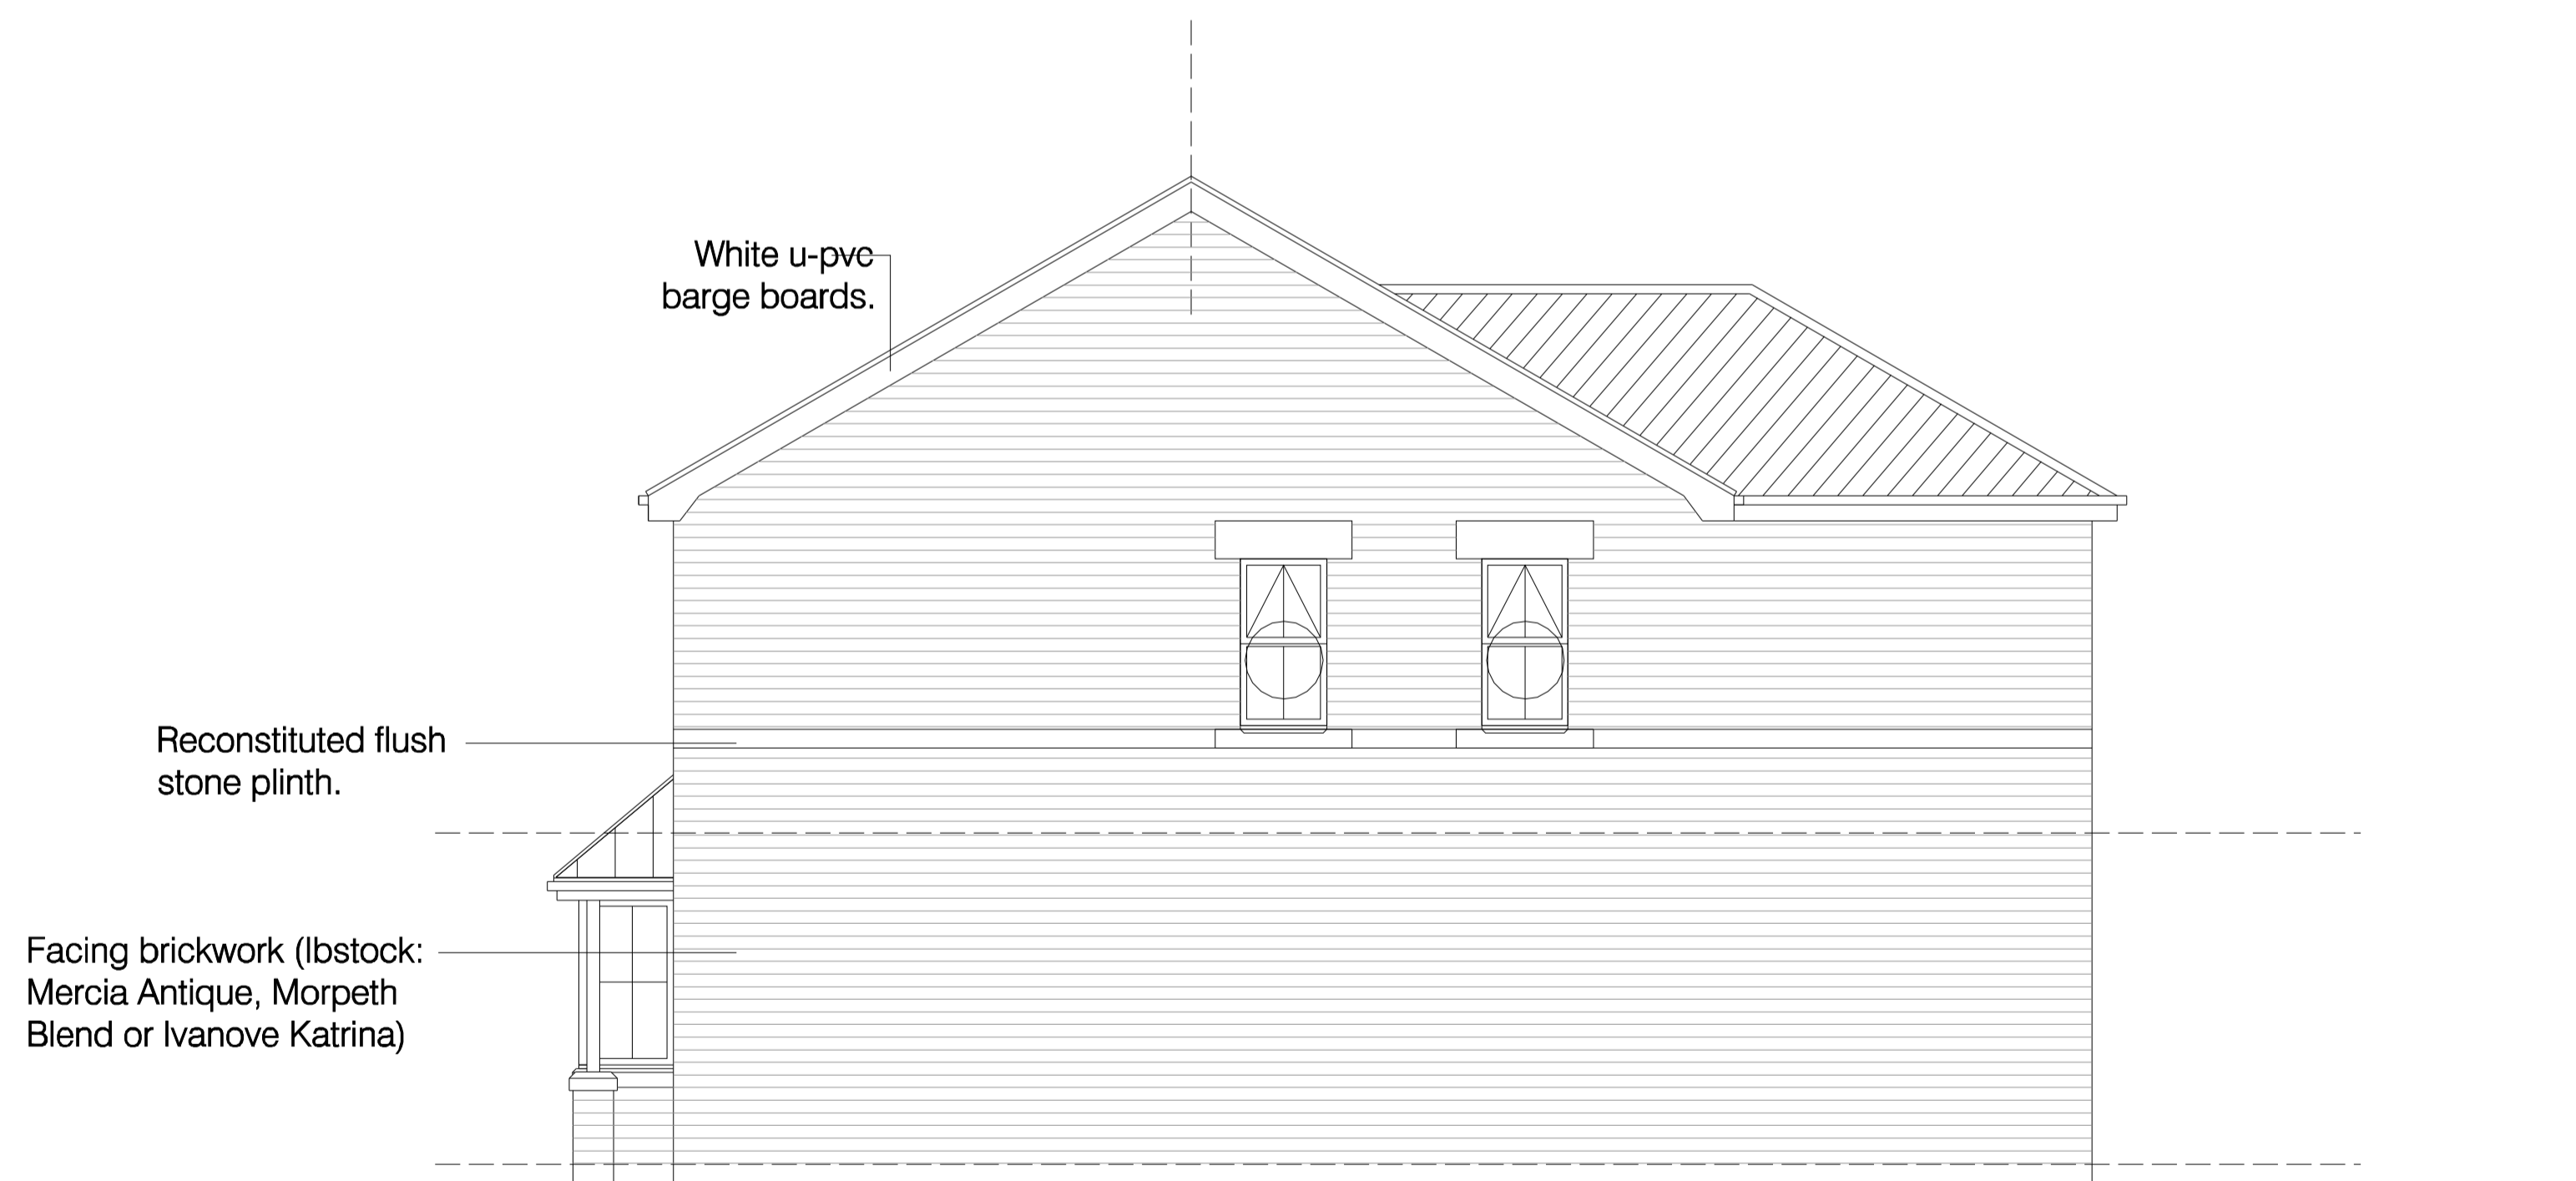 White u-pvc
barge boards.
Reconstituted flush
stone plinth.
Facing brickwork (Ibstock:
Mercia Antique, Morpeth
Blend or Ivanove Katrina)